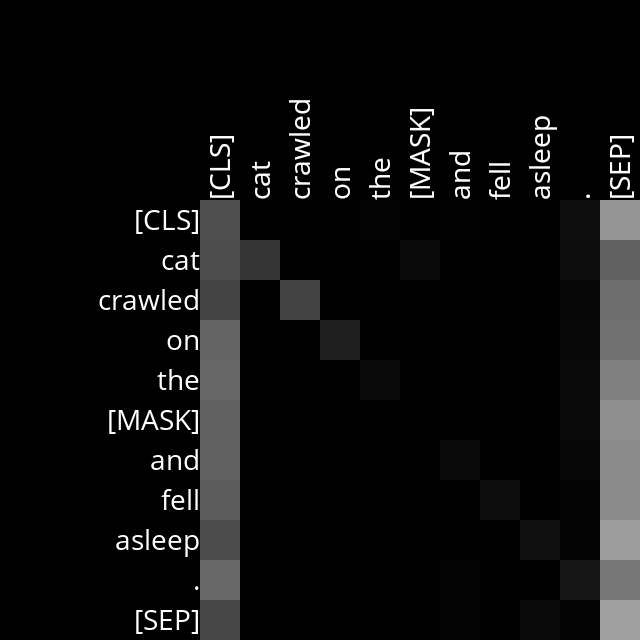 [CLS]
cat
crawled
on
the
[MASK]
and
fell
asleep
.
[SEP]
[CLS]
cat
crawled
on
the
[MASK]
and
fell
asleep
.
[SEP]